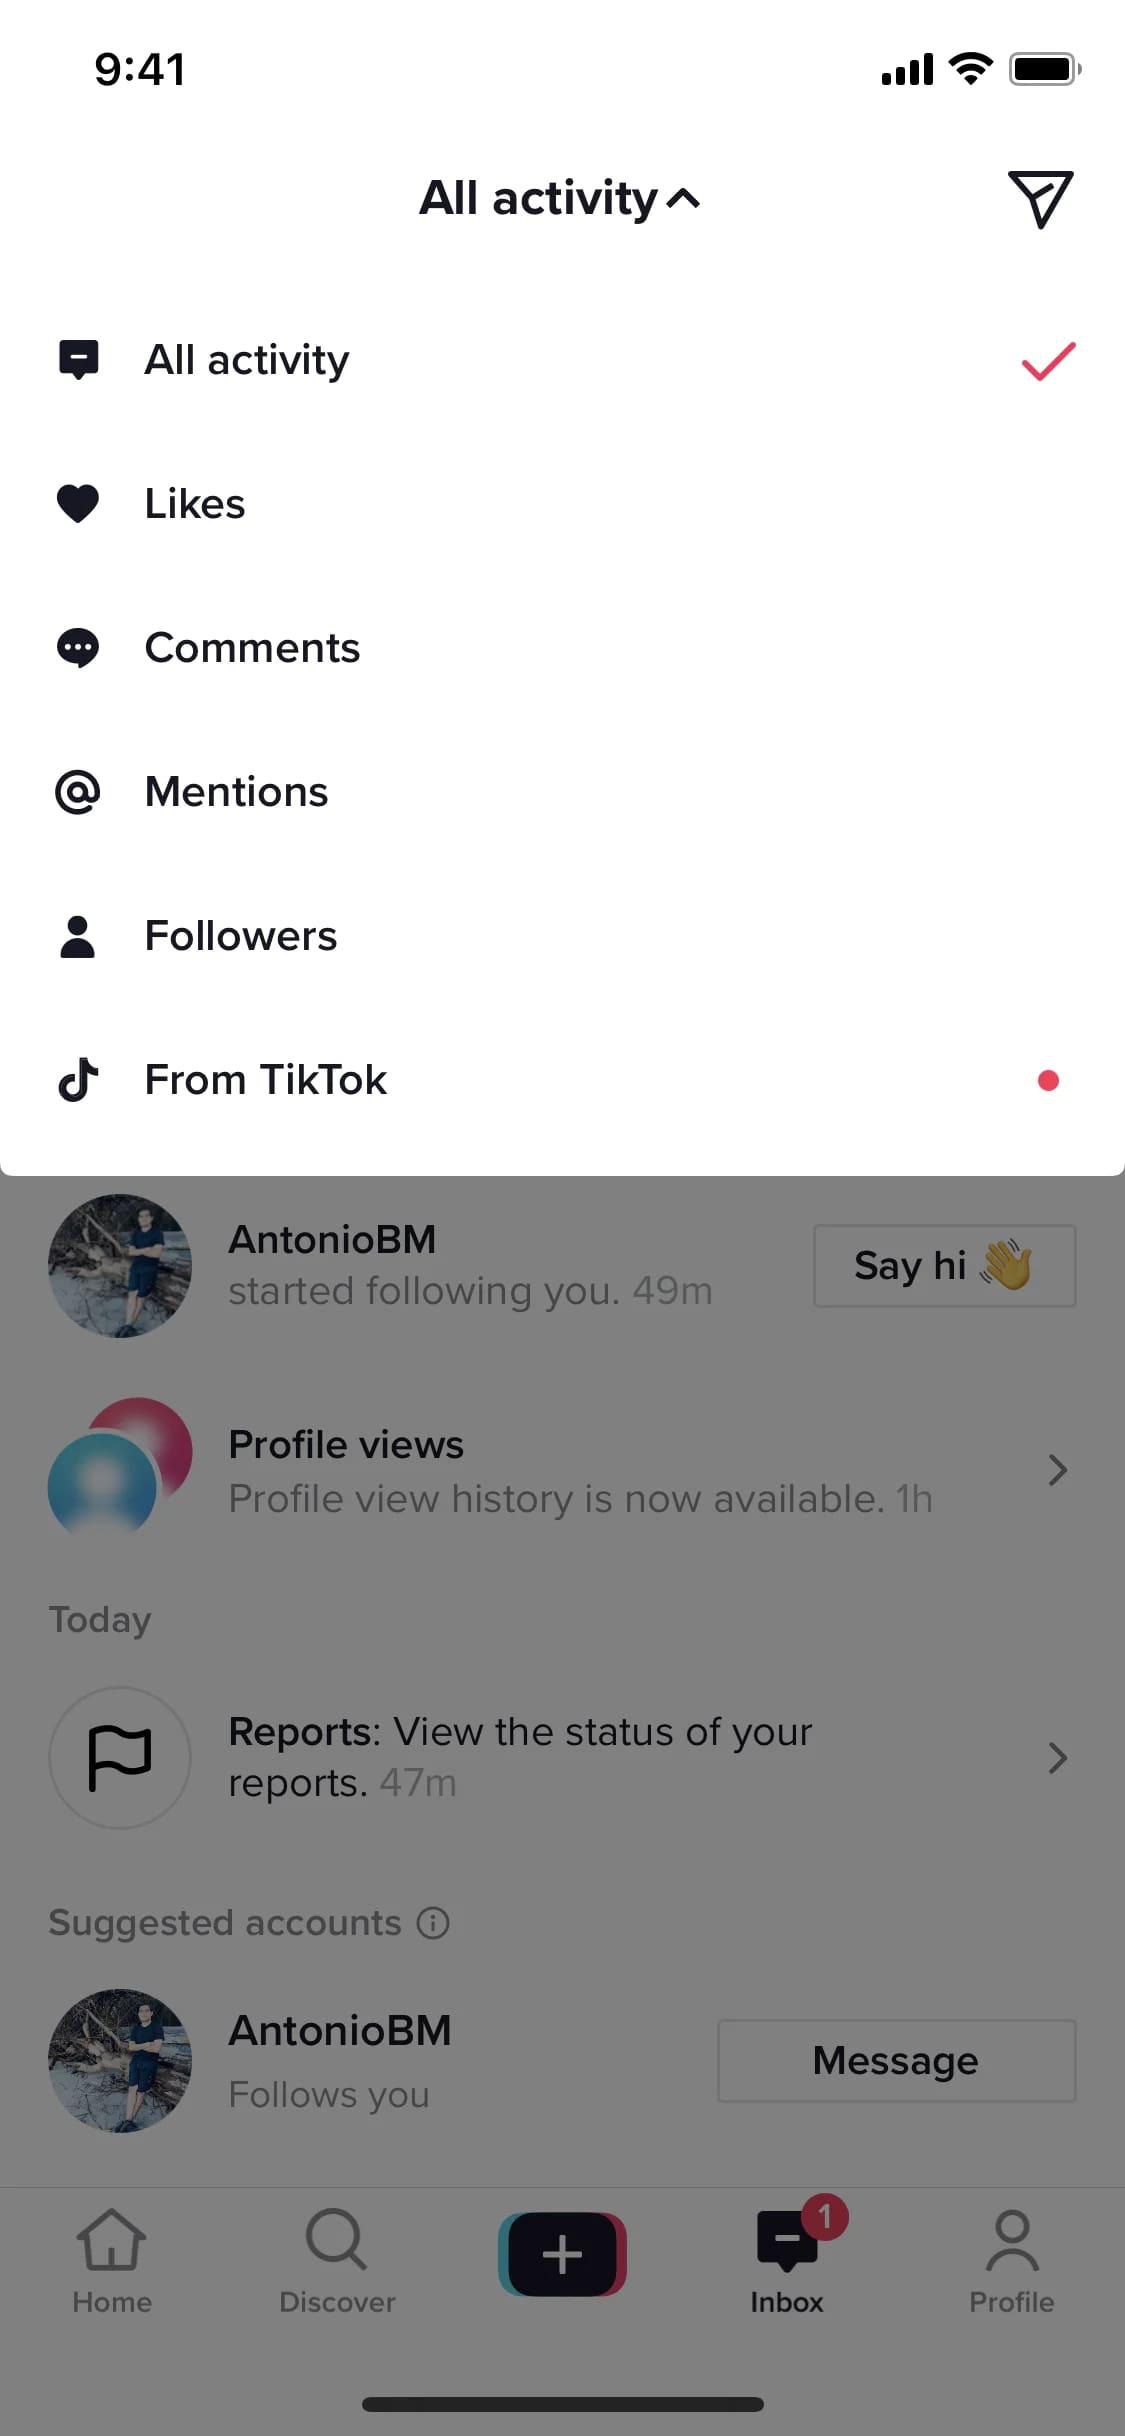 9:41
All activity
All activity
Likes
Comments
Mentions
Followers
From TikTok
AntonioBM
started following you. 49m
Say hi 👋
Profile views
Profile view history is now available. 1h
Today
Reports: View the status of your
reports. 47m
Suggested accounts
AntonioBM
Follows you
Message
1
Home
Discover
Inbox
Profile